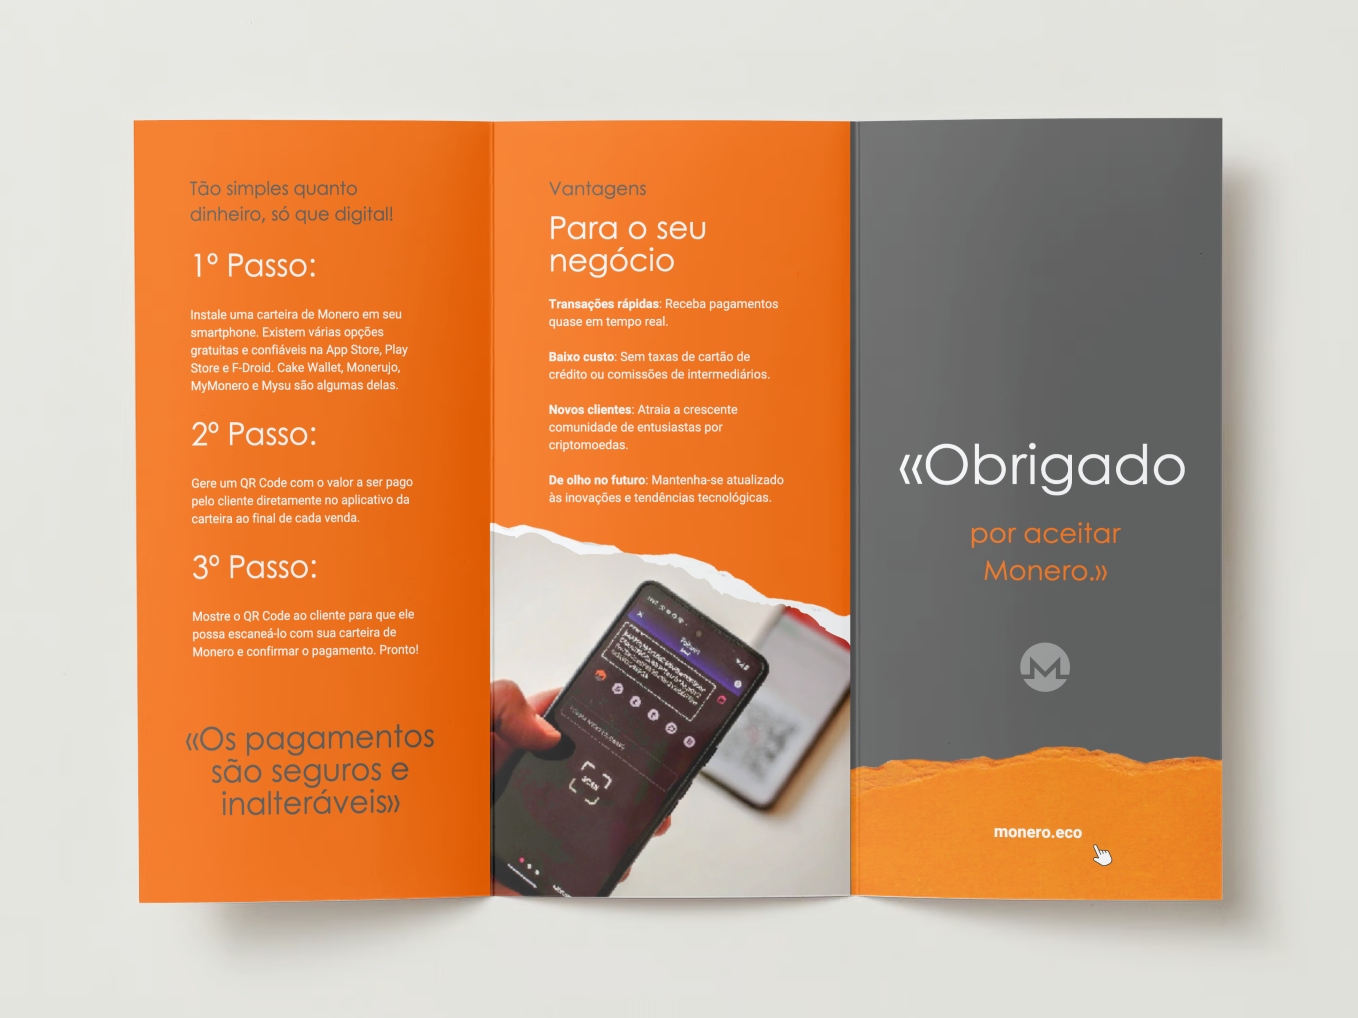 Tão simples quanto
dinheiro, só que digital!
1º Passo:
Instale uma carteira de Monero em seu
smartphone. Existem várias opções
gratuitas e confiáveis na App Store, Play
Store e F-Droid. Cake Wallet, Monerujo,
MyMonero e Mysu são algumas delas.
2º Passo:
Gere um QR Code com o valor a ser pago
pelo cliente diretamente no aplicativo da
carteira ao final de cada venda.
3º Passo:
Mostre o QR Code ao cliente para que ele
possa escaneá-lo com sua carteira de
Monero e confirmar o pagamento. Pronto!
«Os pagamentos
são seguros e
inalteráveis»
Vantagens
Para o seu
negócio
Transações rápidas: Receba pagamentos
quase em tempo real.
Baixo custo: Sem taxas de cartão de
crédito ou comissões de intermediários.
Novos clientes: Atraia a crescente
comunidade de entusiastas por
criptomoedas.
De olho no futuro: Mantenha-se atualizado
às inovações e tendências tecnológicas.
SCAN
«Obrigado
por aceitar
Monero.»
monero.eco